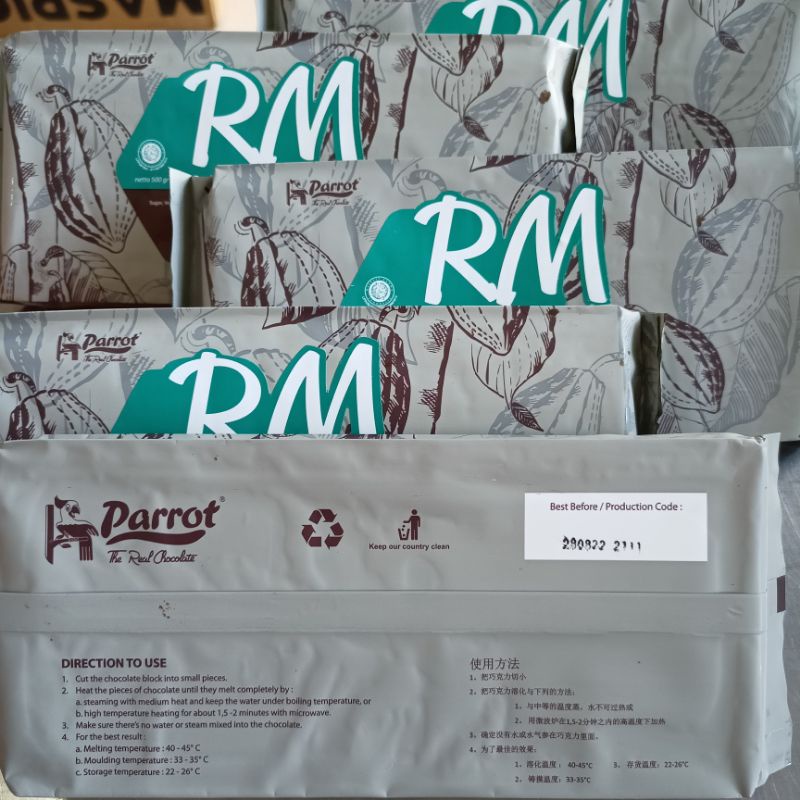 MASPIO
RM
Parrot®
The Real Chocolate
RM
netto 500 gr
Parrot®
The Real Chocolate
RM
Parrot®
The Real Chocolate
RM
Parrot®
The Real Chocolate
Keep our country clean
Best Before / Production Code :
280822 2111
DIRECTION TO USE
1. Cut the chocolate block into small pieces.
2. Heat the pieces of chocolate until they melt completely by :
a. steaming with medium heat and keep the water under boiling temperature, or
b. high temperature heating for about 1,5 -2 minutes with microwave.
3. Make sure there's no water or steam mixed into the chocolate.
4. For the best result :
a. Melting temperature : 40 - 45° C
b. Moulding temperature : 33 - 35° C
c. Storage temperature : 22 - 26° C
使用方法
1、把巧克力切小
2、把巧克力溶化与下列的方法：
1、与中等的温度蒸，水不可过热或
2、用微波炉在1,5-2分钟之内的高温度下加热
3、确定没有水或水气参在巧克力里面。
4、为了最佳的效果：
1、溶化温度： 40-45°C 3、存货温度：22-26°C
2、铸摸温度：33-35°C